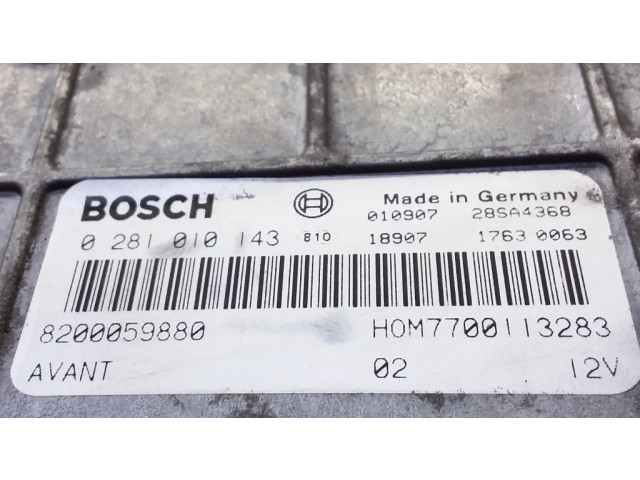 BOSCH Made in Germany
010907 28SA4368
0 281 010 143 810 18907 1763 0063
8200059880 HOM7700113283
AVANT 02 12V